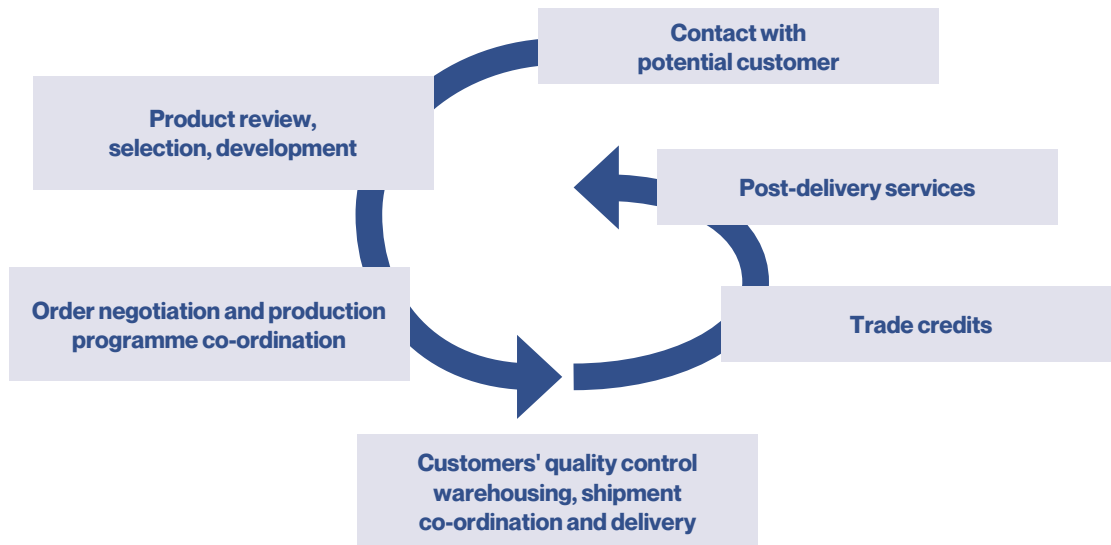 Contact with
potential customer
Product review,
selection, development
Order negotiation and production
programme co-ordination
Customers' quality control
warehousing, shipment
co-ordination and delivery
Trade credits
Post-delivery services